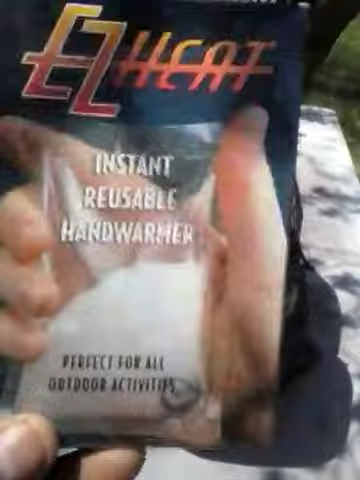 EZ HEAT
INSTANT
REUSABLE
HANDWARMER
PERFECT FOR ALL
OUTDOOR ACTIVITIES